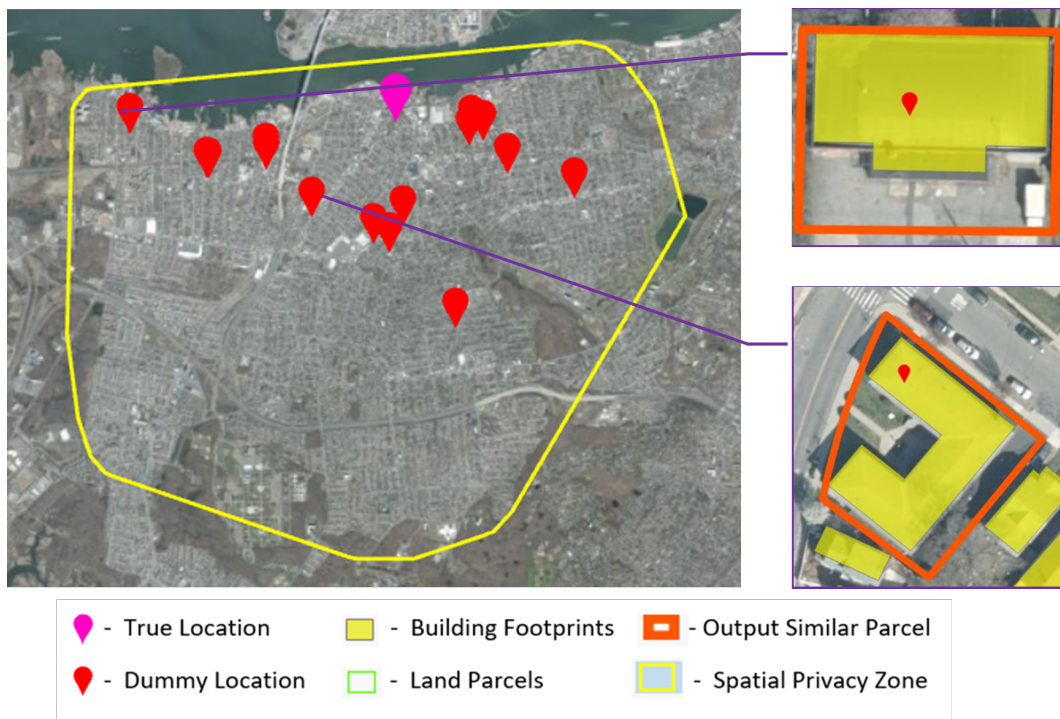 - True Location - Building Footprints - Output Similar Parcel
- Dummy Location - Land Parcels - Spatial Privacy Zone